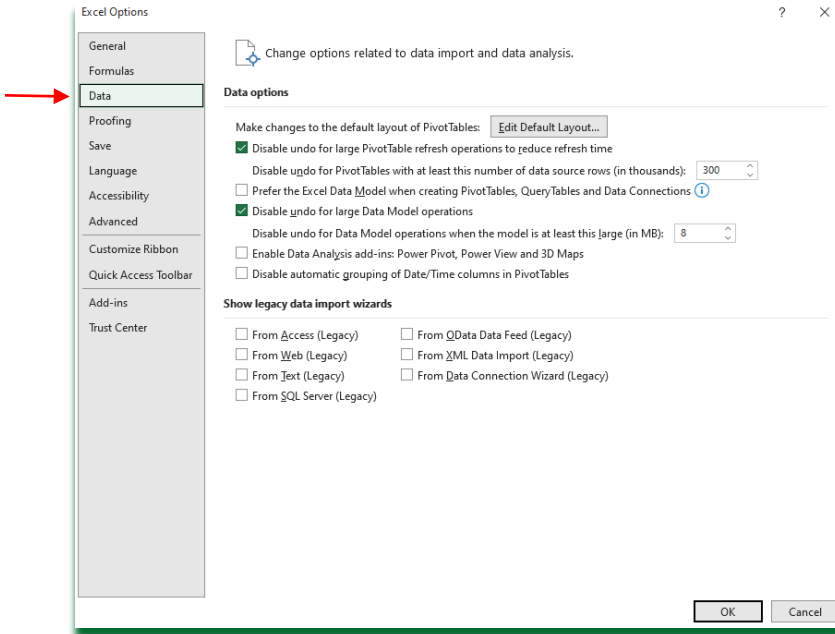 Excel Options
?
General
Formulas
Data
Proofing
Save
Language
Accessibility
Advanced
Customize Ribbon
Quick Access Toolbar
Add-ins
Trust Center
Change options related to data import and data analysis.
Data options
Make changes to the default layout of PivotTables: Edit Default Layout...
Disable undo for large PivotTable refresh operations to reduce refresh time
Disable undo for PivotTables with at least this number of data source rows (in thousands): 300
Prefer the Excel Data Model when creating PivotTables, QueryTables and Data Connections
Disable undo for large Data Model operations
Disable undo for Data Model operations when the model is at least this large (in MB): 8
Enable Data Analysis add-ins: Power Pivot, Power View and 3D Maps
Disable automatic grouping of Date/Time columns in PivotTables
Show legacy data import wizards
From Access (Legacy) From OData Data Feed (Legacy)
From Web (Legacy) From XML Data Import (Legacy)
From Text (Legacy) From Data Connection Wizard (Legacy)
From SQL Server (Legacy)
OK Cancel